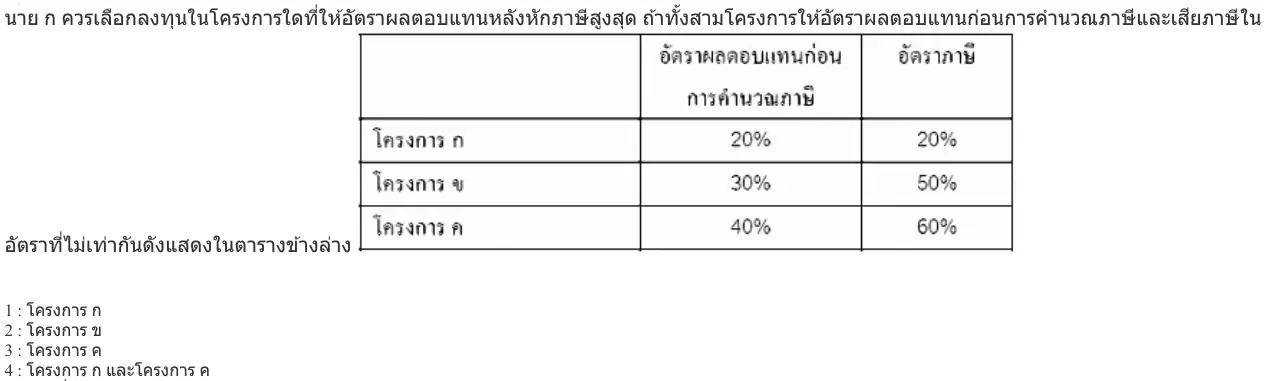 นาย ก ควรเลือกลงทุนในโครงการใดที่ให้อัตราผลตอบแทนหลังหักภาษีสูงสุด ถ้าทั้งสามโครงการให้อัตราผลตอบแทนก่อนการคำนวณภาษีและเสียภาษีใน
อัตราผลตอบแทนก่อน อัตราภาษี
การคำนวณภาษี
โครงการ ก 20% 20%
โครงการ ข 30% 50%
โครงการ ค 40% 60%
อัตราที่ไม่เท่ากันดังแสดงในตารางข้างล่าง
1 : โครงการ ก
2 : โครงการ ข
3 : โครงการ ค
4 : โครงการ ก และโครงการ ค